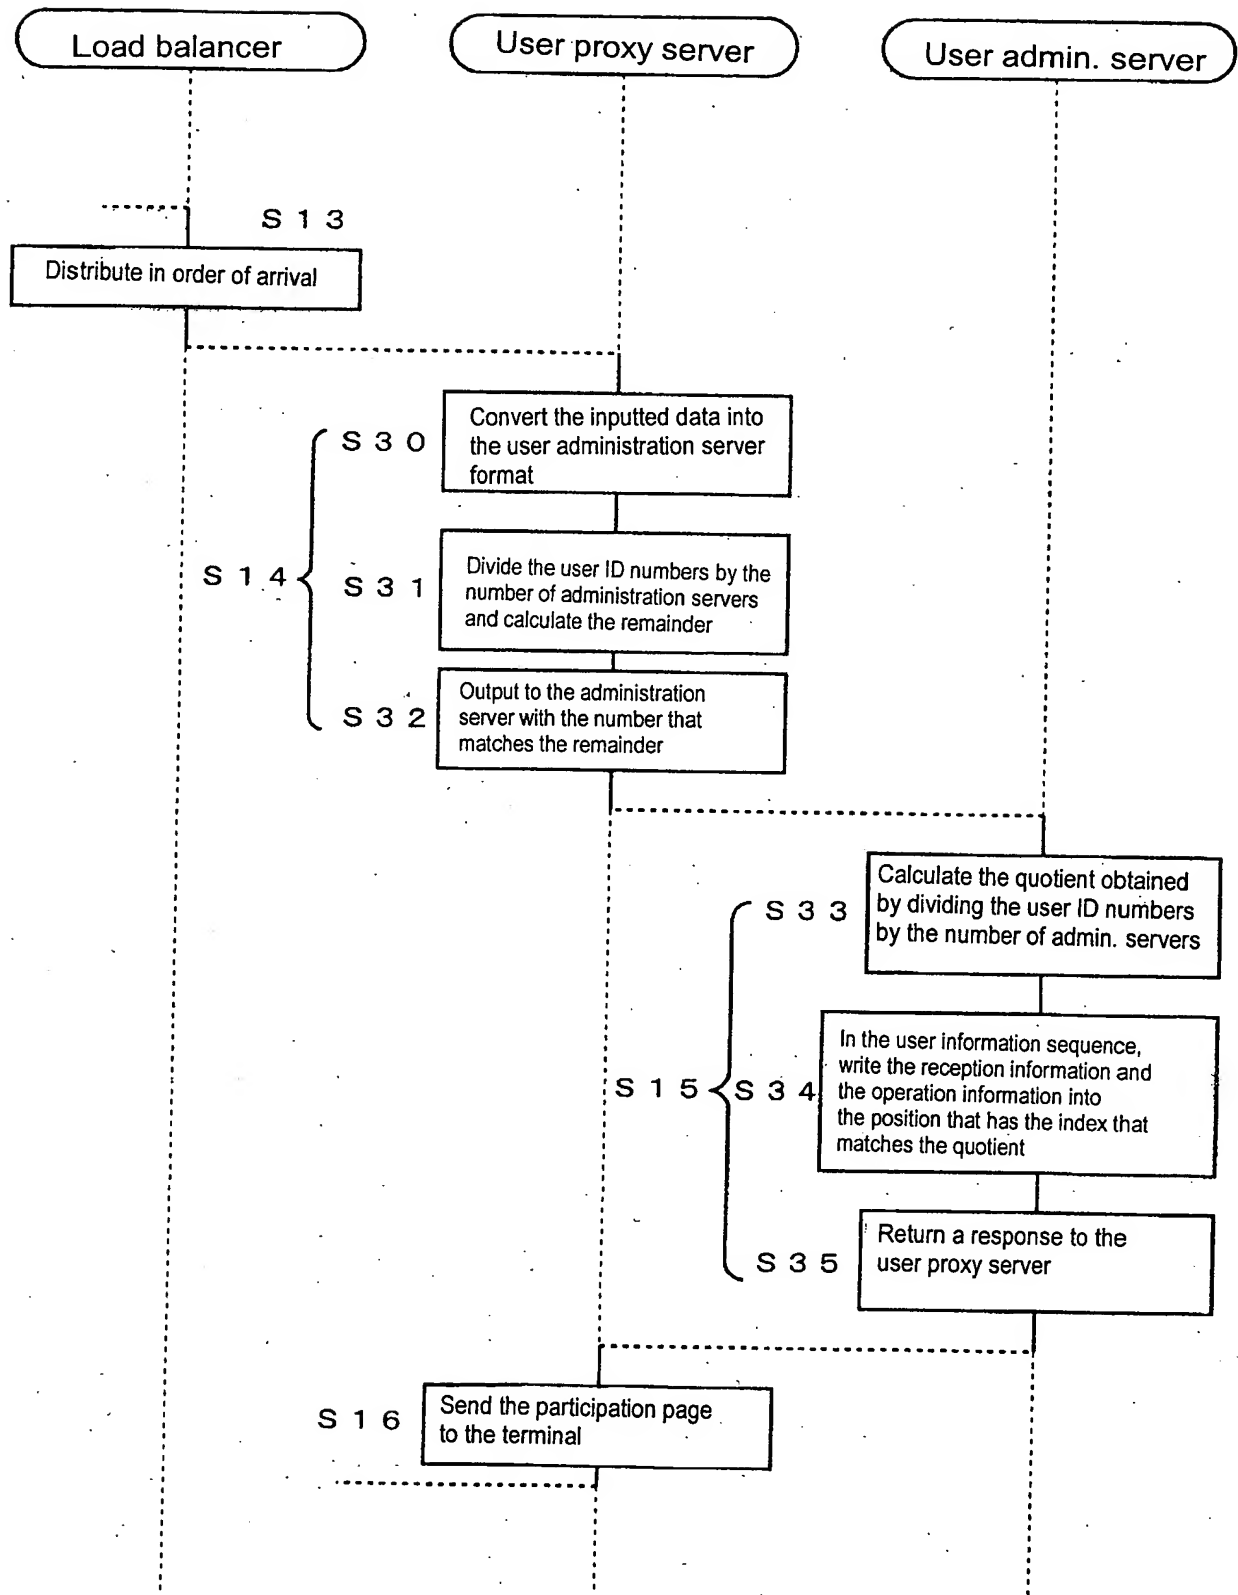 Load balancer
User proxy server
User admin. server
S 1 3
Distribute in order of arrival
S 3 0
Convert the inputted data into
the user administration server
format
S 1 4
S 3 1
Divide the user ID numbers by the
number of administration servers
and calculate the remainder
S 3 2
Output to the administration
server with the number that
matches the remainder
S 3 3
Calculate the quotient obtained
by dividing the user ID numbers
by the number of admin. servers
S 1 5
S 3 4
In the user information sequence,
write the reception information and
the operation information into
the position that has the index that
matches the quotient
S 3 5
Return a response to the
user proxy server
S 1 6
Send the participation page
to the terminal